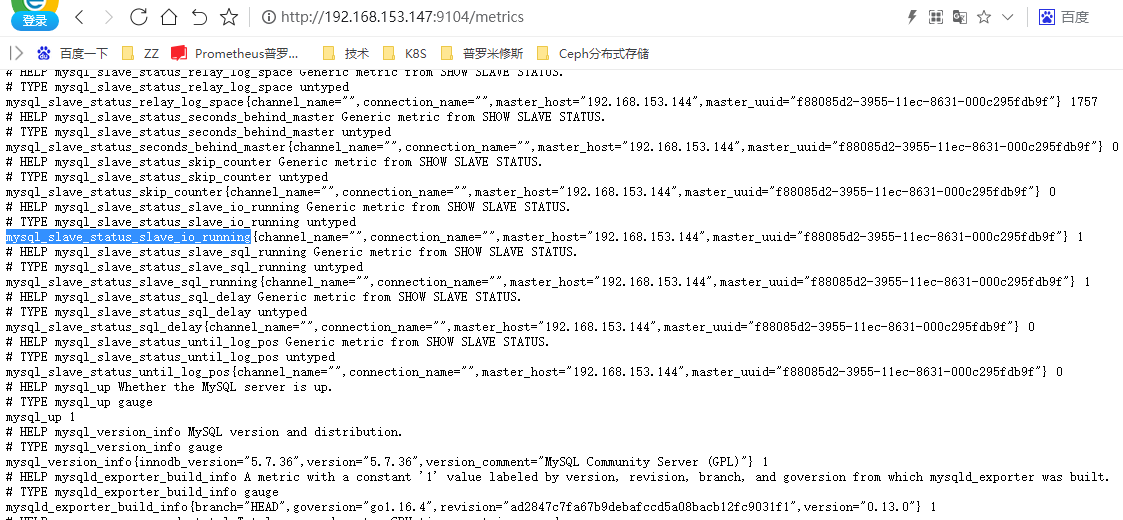 登录
http://192.168.153.147:9104/metrics
百度
百度一下 ZZ Prometheus普罗... 技术 K8S 普罗米修斯 Ceph分布式存储
# HELP mysql_slave_status_relay_log_space Generic metric from SHOW SLAVE STATUS.
# TYPE mysql_slave_status_relay_log_space untyped
mysql_slave_status_relay_log_space{channel_name="",connection_name="",master_host="192.168.153.144",master_uuid="f88085d2-3955-11ec-8631-000c295fdb9f"} 1757
# HELP mysql_slave_status_seconds_behind_master Generic metric from SHOW SLAVE STATUS.
# TYPE mysql_slave_status_seconds_behind_master untyped
mysql_slave_status_seconds_behind_master{channel_name="",connection_name="",master_host="192.168.153.144",master_uuid="f88085d2-3955-11ec-8631-000c295fdb9f"} 0
# HELP mysql_slave_status_skip_counter Generic metric from SHOW SLAVE STATUS.
# TYPE mysql_slave_status_skip_counter untyped
mysql_slave_status_skip_counter{channel_name="",connection_name="",master_host="192.168.153.144",master_uuid="f88085d2-3955-11ec-8631-000c295fdb9f"} 0
# HELP mysql_slave_status_slave_io_running Generic metric from SHOW SLAVE STATUS.
# TYPE mysql_slave_status_slave_io_running untyped
mysql_slave_status_slave_io_running{channel_name="",connection_name="",master_host="192.168.153.144",master_uuid="f88085d2-3955-11ec-8631-000c295fdb9f"} 1
# HELP mysql_slave_status_slave_sql_running Generic metric from SHOW SLAVE STATUS.
# TYPE mysql_slave_status_slave_sql_running untyped
mysql_slave_status_slave_sql_running{channel_name="",connection_name="",master_host="192.168.153.144",master_uuid="f88085d2-3955-11ec-8631-000c295fdb9f"} 1
# HELP mysql_slave_status_sql_delay Generic metric from SHOW SLAVE STATUS.
# TYPE mysql_slave_status_sql_delay untyped
mysql_slave_status_sql_delay{channel_name="",connection_name="",master_host="192.168.153.144",master_uuid="f88085d2-3955-11ec-8631-000c295fdb9f"} 0
# HELP mysql_slave_status_until_log_pos Generic metric from SHOW SLAVE STATUS.
# TYPE mysql_slave_status_until_log_pos untyped
mysql_slave_status_until_log_pos{channel_name="",connection_name="",master_host="192.168.153.144",master_uuid="f88085d2-3955-11ec-8631-000c295fdb9f"} 0
# HELP mysql_up Whether the MySQL server is up.
# TYPE mysql_up gauge
mysql_up 1
# HELP mysql_version_info MySQL version and distribution.
# TYPE mysql_version_info gauge
mysql_version_info{innodb_version="5.7.36",version="5.7.36",version_comment="MySQL Community Server (GPL)"} 1
# HELP mysqld_exporter_build_info A metric with a constant '1' value labeled by version, revision, branch, and goversion from which mysqld_exporter was built.
# TYPE mysqld_exporter_build_info gauge
mysqld_exporter_build_info{branch="HEAD",goversion="go1.16.4",revision="ad2847c7fa67b9debafccd5a08bacb12fc9031f1",version="0.13.0"} 1